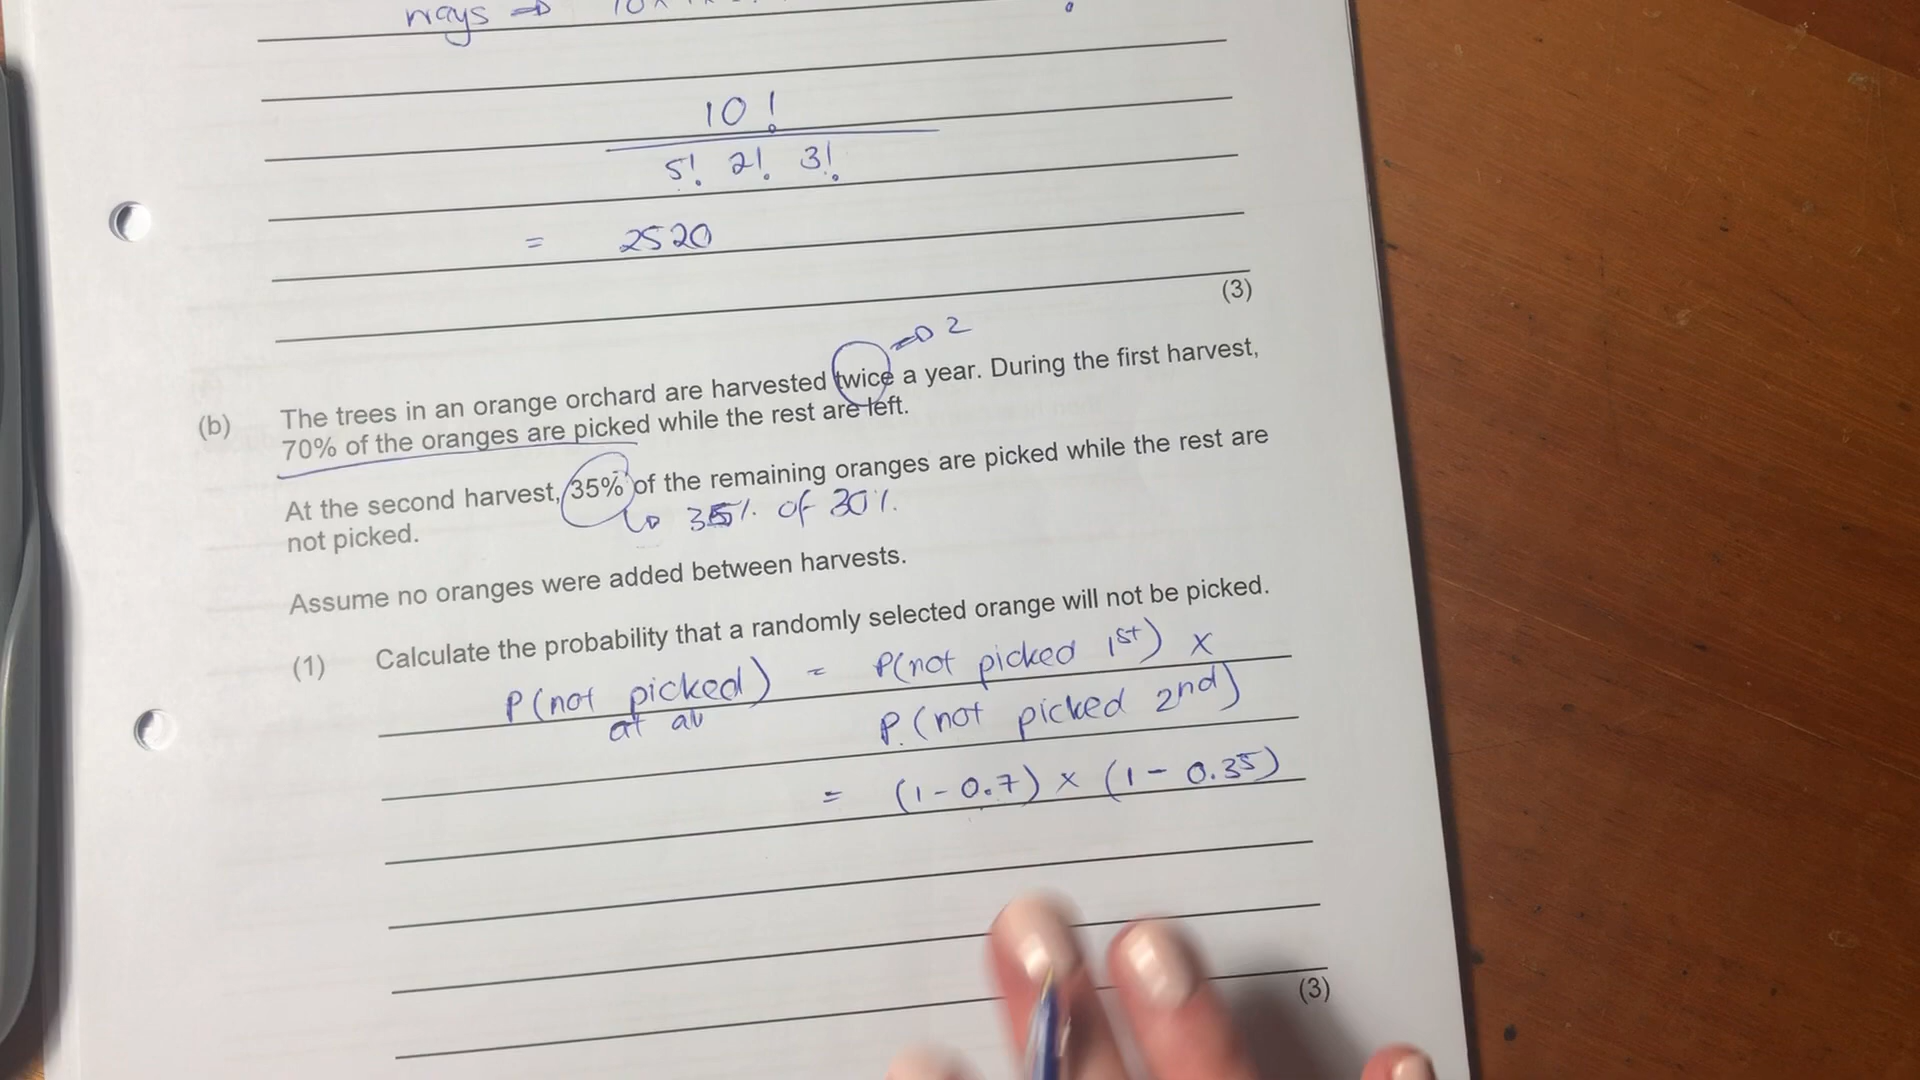 ways ⇒ 10
10!
5! 2! 3!
= 2520
(3)
⇒ 2
(b) The trees in an orange orchard are harvested twice a year. During the first harvest,
70% of the oranges are picked while the rest are left.
At the second harvest, 35% of the remaining oranges are picked while the rest are
↳ 35% of 30%.
not picked.
Assume no oranges were added between harvests.
(1) Calculate the probability that a randomly selected orange will not be picked.
P(not picked) = P(not picked 1st) ×
at all P.(not picked 2nd)
= (1-0.7) × (1-0.35)
(3)